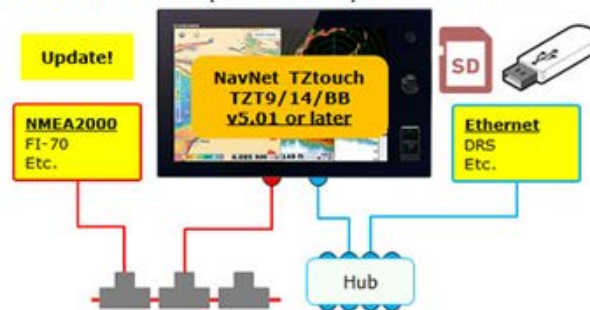 Update!
NavNet TZtouch
TZT9/14/BB
v5.01 or later
SD
NMEA2000
FI-70
Etc.
Ethernet
DRS
Etc.
Hub